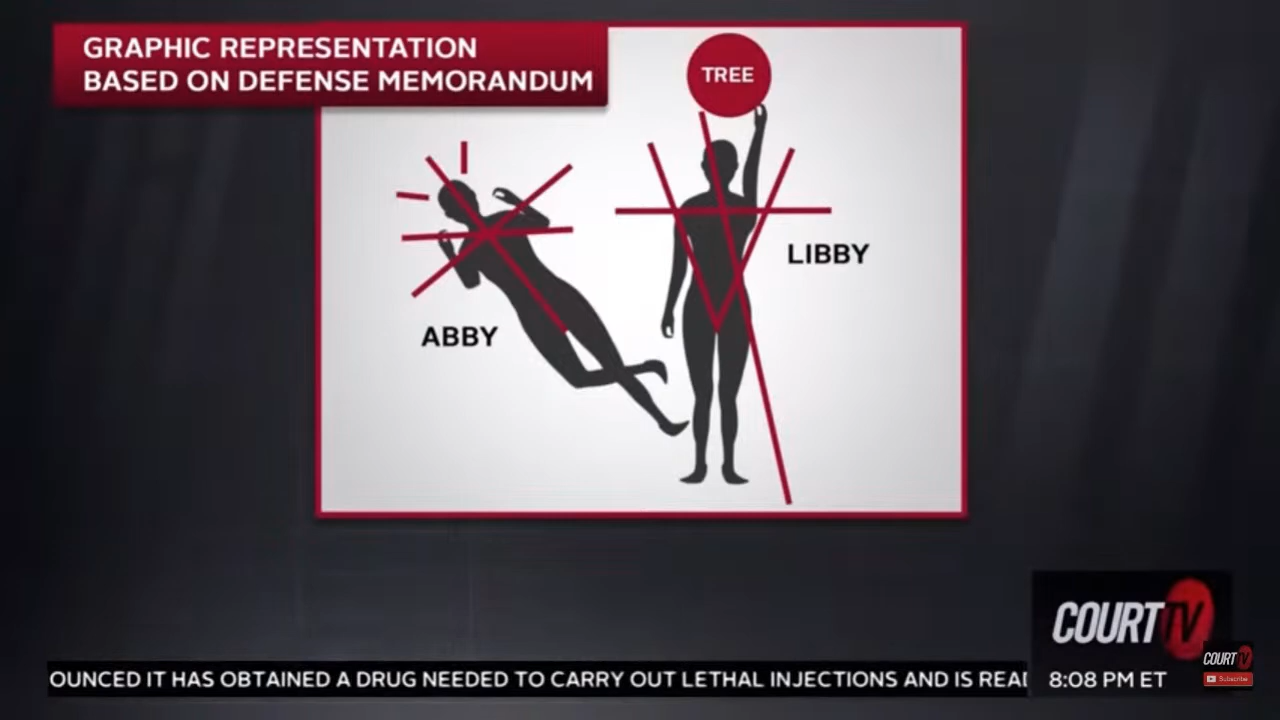 GRAPHIC REPRESENTATION
BASED ON DEFENSE MEMORANDUM
TREE
LIBBY
ABBY
COURT TV
COURT TV
Subscribe
OUNCED IT HAS OBTAINED A DRUG NEEDED TO CARRY OUT LETHAL INJECTIONS AND IS REA
8:08 PM ET